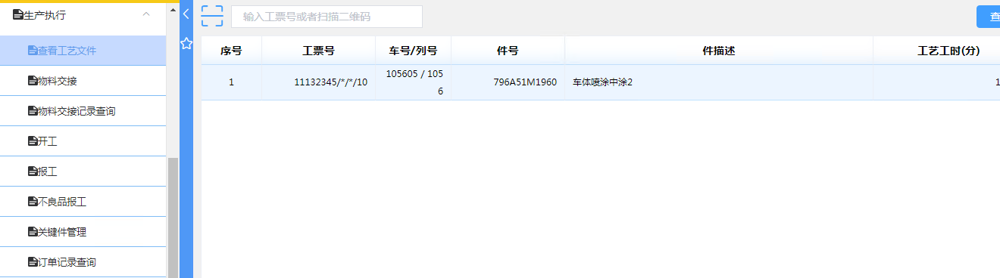 生产执行
查看工艺文件
物料交接
物料交接记录查询
开工
报工
不良品报工
关键件管理
订单记录查询
输入工票号或者扫描二维码
查
序号 工票号 车号/列号 件号 件描述 工艺工时(分)
1 11132345/*/*/10 105605 / 105 796A51M1960 车体喷涂中涂2 1
6